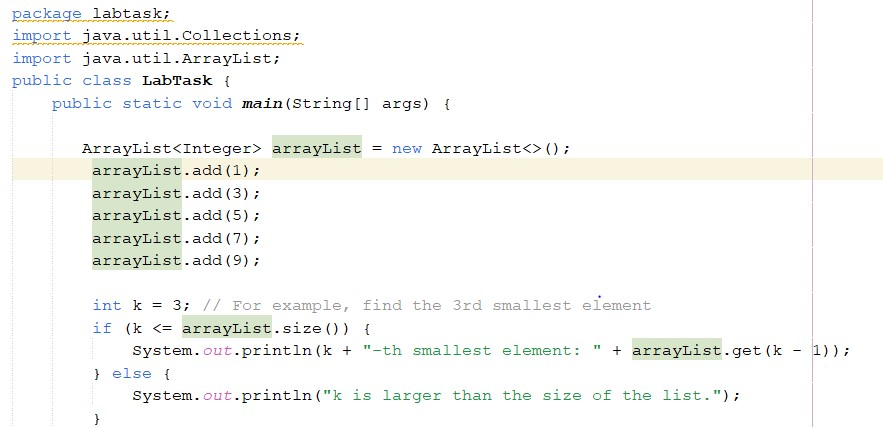 package labtask;
import java.util.Collections;
import java.util.ArrayList;
public class LabTask {
public static void main(String[] args) {
ArrayList<Integer> arrayList = new ArrayList<>();
arrayList.add(1);
arrayList.add(3);
arrayList.add(5);
arrayList.add(7);
arrayList.add(9);
int k = 3; // For example, find the 3rd smallest element
if (k <= arrayList.size()) {
System.out.println(k + "-th smallest element: " + arrayList.get(k - 1));
} else {
System.out.println("k is larger than the size of the list.");
}